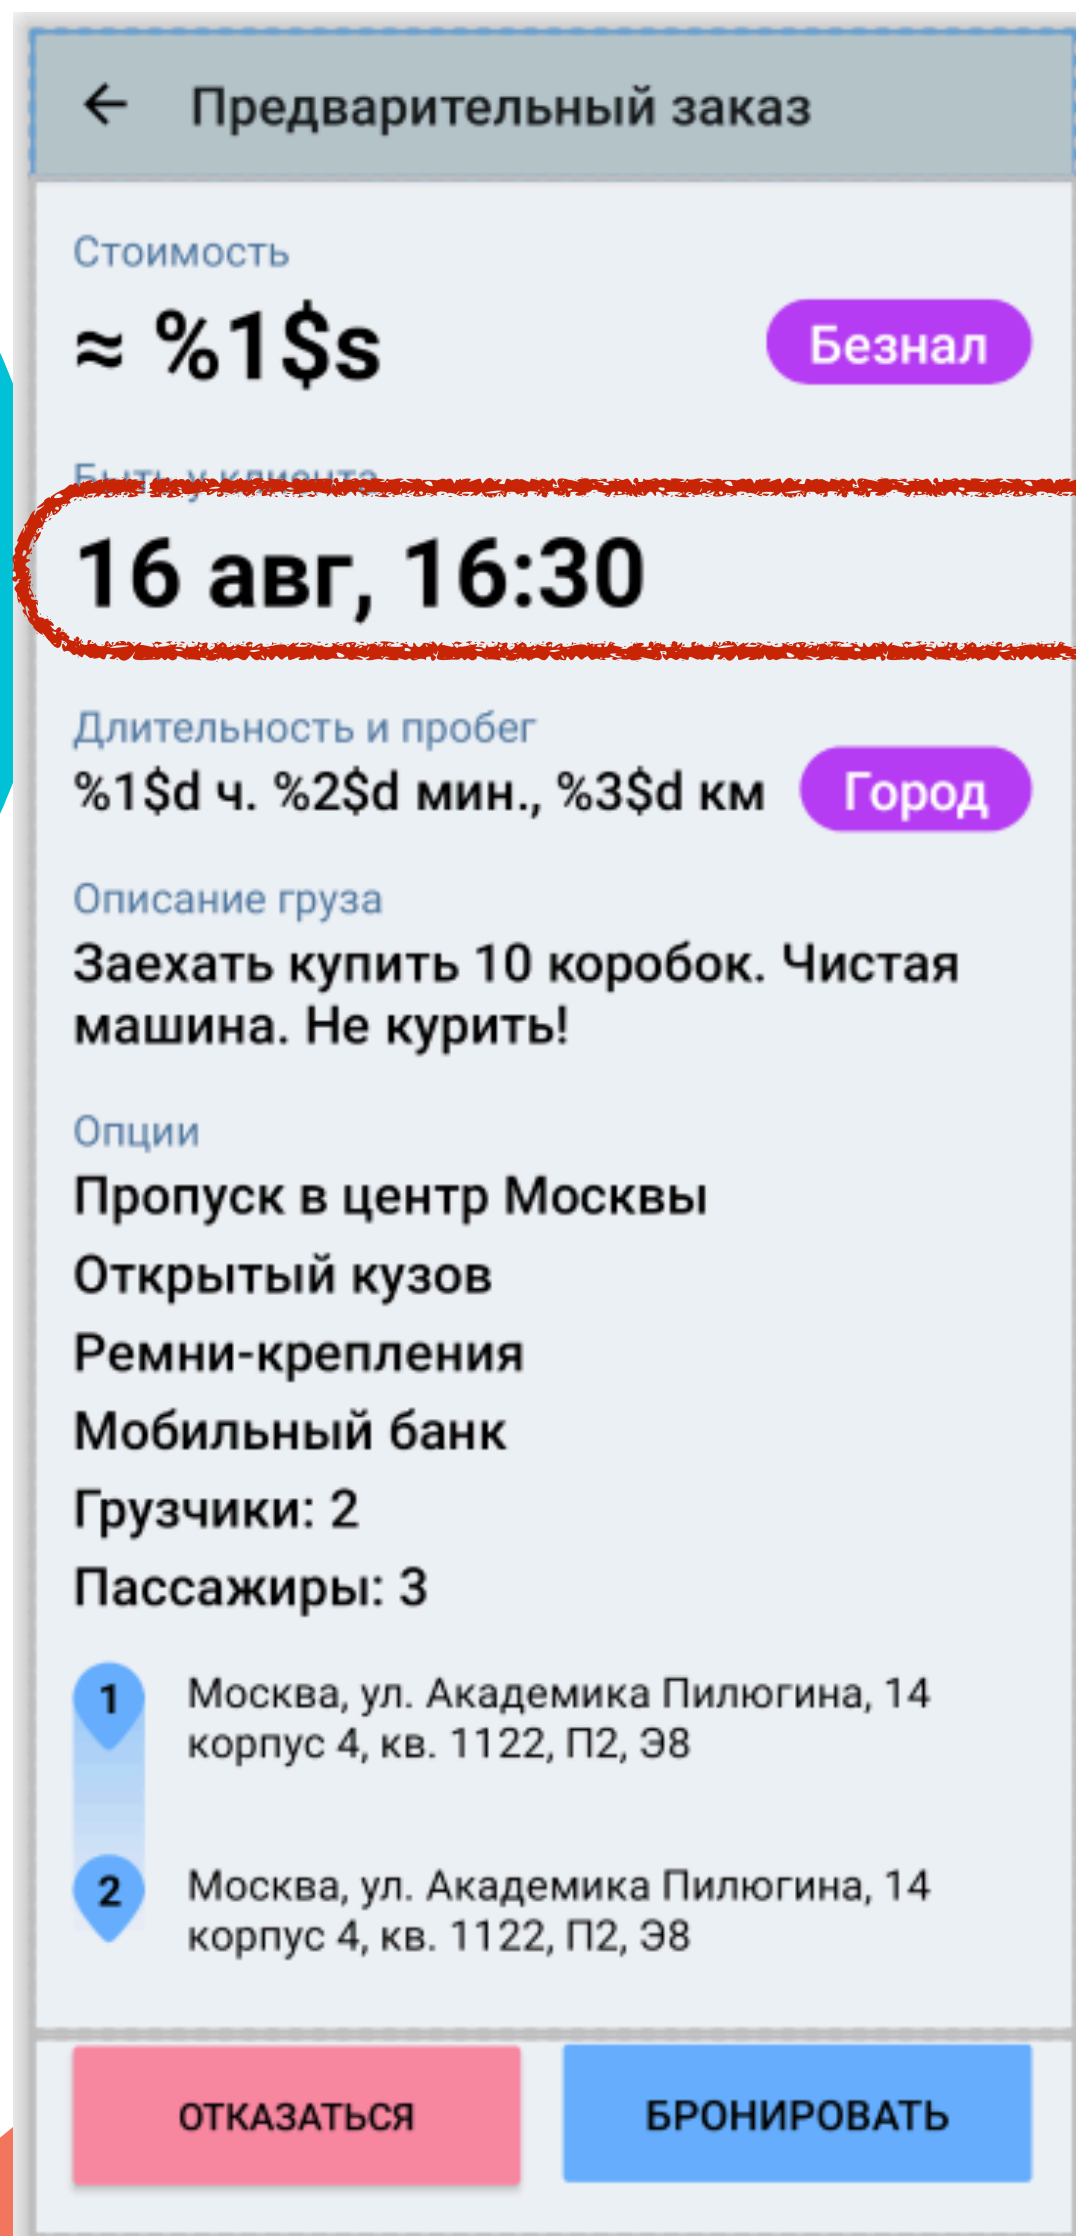 Предварительный заказ
Стоимость
≈ %1$s
Безнал
Быть у клиента
16 авг, 16:30
Длительность и пробег
%1$d ч. %2$d мин., %3$d км
Город
Описание груза
Заехать купить 10 коробок. Чистая
машина. Не курить!
Опции
Пропуск в центр Москвы
Открытый кузов
Ремни-крепления
Мобильный банк
Грузчики: 2
Пассажиры: 3
1
Москва, ул. Академика Пилюгина, 14
корпус 4, кв. 1122, П2, Э8
2
Москва, ул. Академика Пилюгина, 14
корпус 4, кв. 1122, П2, Э8
ОТКАЗАТЬСЯ
БРОНИРОВАТЬ